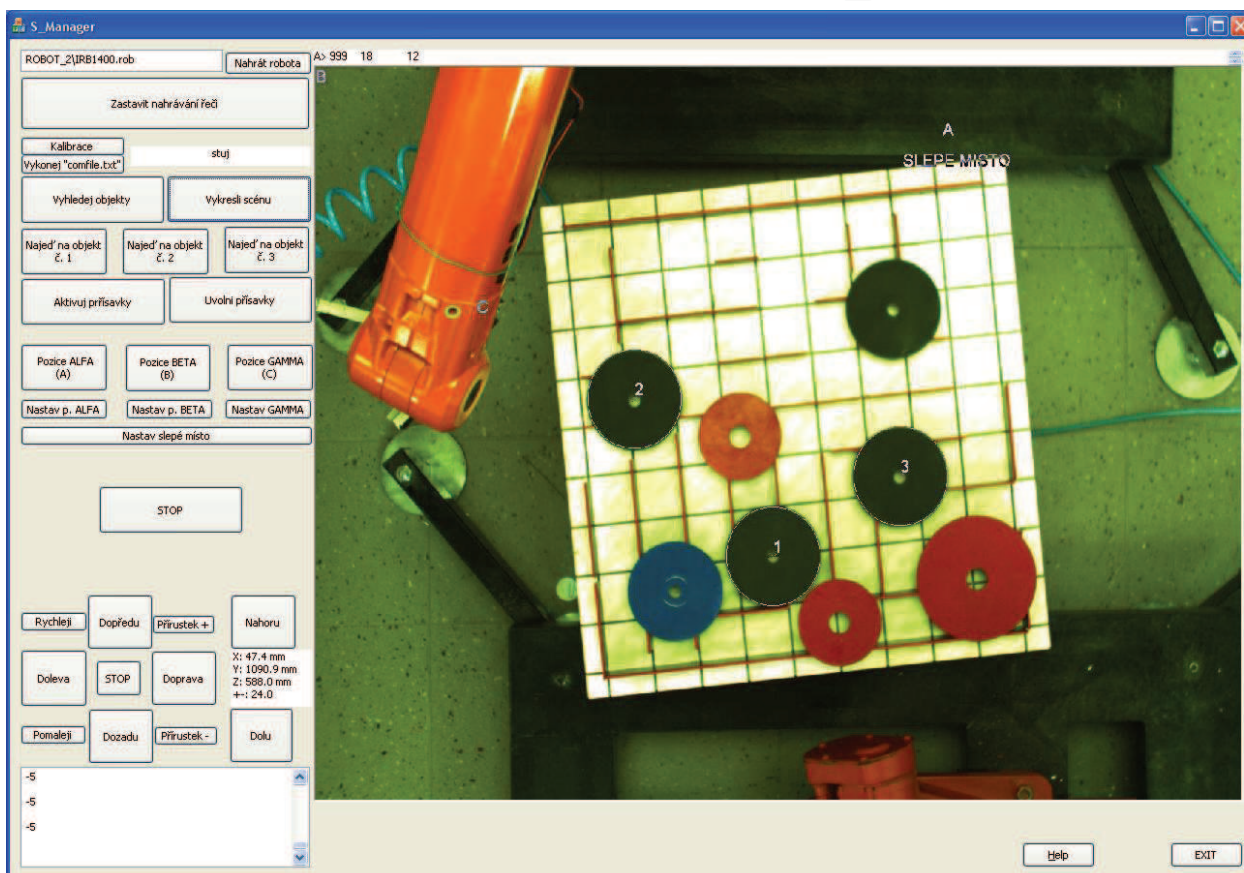 S_Manager
ROBOT_2\IRB1400.rob
Nahrát robota
A> 999 18 12
Zastavit nahrávání řeči
B
Kalibrace
Vykonej "comfile.txt"
stuj
A
SLEPE MISTO
Vyhledej objekty
Vykresli scénu
Najeď na objekt
č. 1
Najeď na objekt
č. 2
Najeď na objekt
č. 3
Aktivuj prřísavky
Uvolni přísavky
C
Pozice ALFA
(A)
Pozice BETA
(B)
Pozice GAMMA
(C)
2
Nastav p. ALFA
Nastav p. BETA
Nastav GAMMA
Nastav slepé místo
3
STOP
1
Rychleji
Dopředu
Přírustek +
Nahoru
Doleva
STOP
Doprava
X: 47.4 mm
Y: 1090.9 mm
Z: 588.0 mm
+-: 24.0
Pomaleji
Dozadu
Přírustek -
Dolu
-5
-5
-5
Help
EXIT